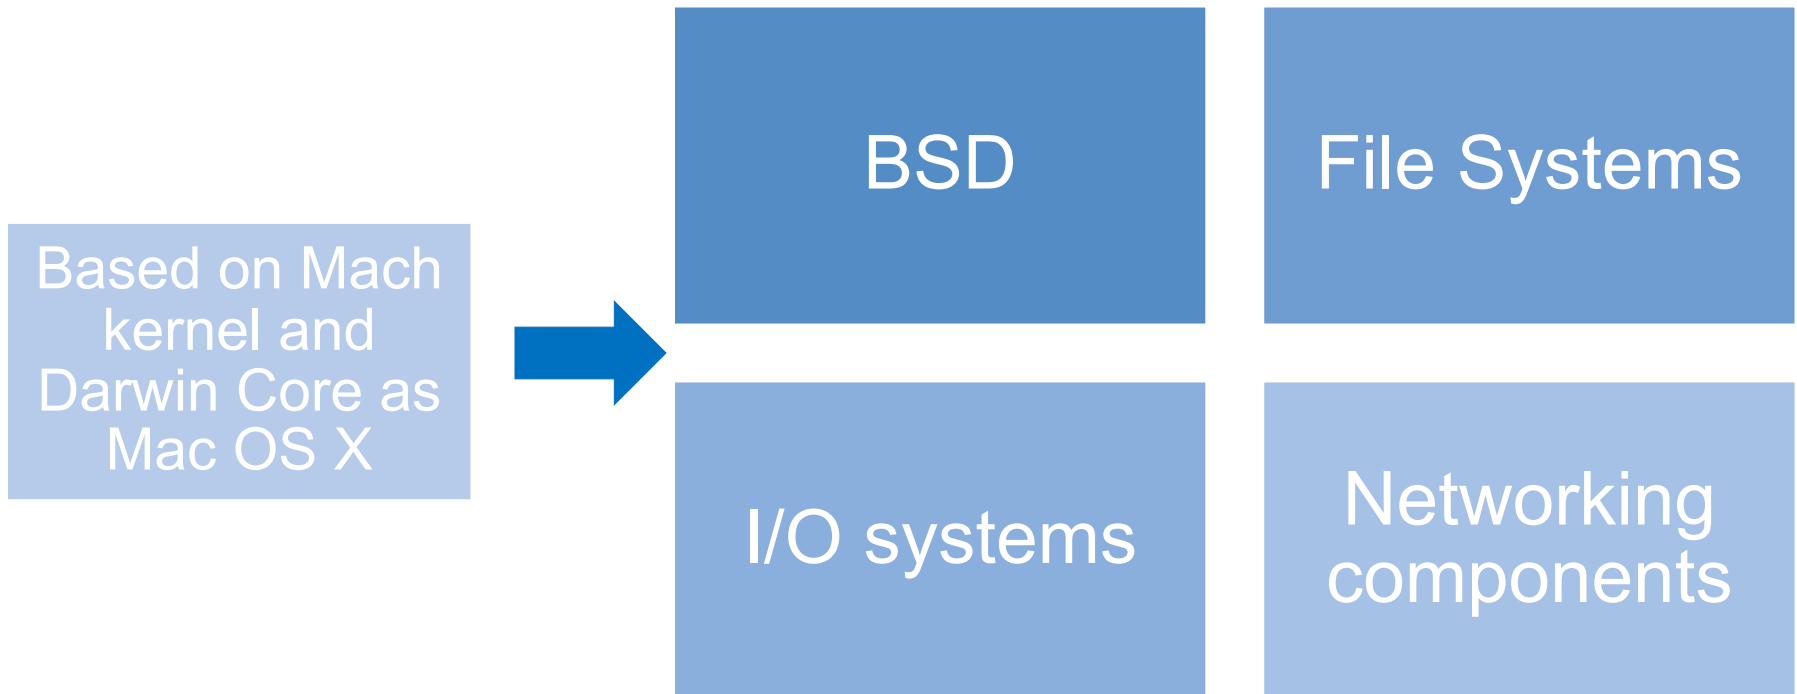 Based on Mach
kernel and
Darwin Core as
Mac OS X
BSD
File Systems
I/O systems
Networking
components